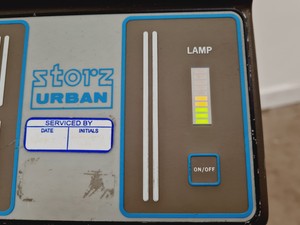 storz
URBAN
SERVICED BY
DATE INITIALS
LAMP
ON/OFF